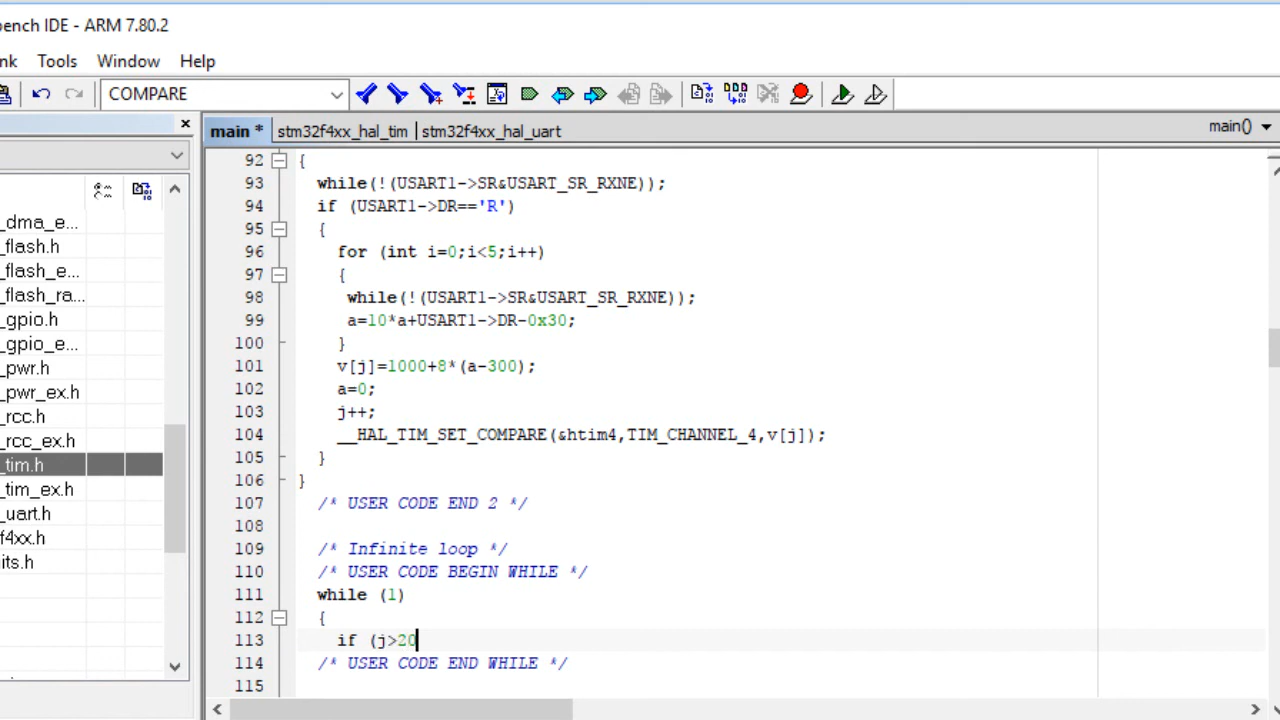 bench IDE - ARM 7.80.2
nk Tools Window Help
COMPARE
main * stm32f4xx_hal_tim stm32f4xx_hal_uart main()
_dma_e...
_flash.h
_flash_e...
_flash_ra...
_gpio.h
_gpio_e...
_pwr.h
_pwr_ex.h
_rcc.h
_rcc_ex.h
_tim.h
_tim_ex.h
_uart.h
f4xx.h
its.h
92 {
93 while(!(USART1->SR&USART_SR_RXNE));
94 if (USART1->DR=='R')
95 {
96 for (int i=0;i<5;i++)
97 {
98 while(!(USART1->SR&USART_SR_RXNE));
99 a=10*a+USART1->DR-0x30;
100 }
101 v[j]=1000+8*(a-300);
102 a=0;
103 j++;
104 __HAL_TIM_SET_COMPARE(&htim4,TIM_CHANNEL_4,v[j]);
105 }
106 }
107 /* USER CODE END 2 */
108
109 /* Infinite loop */
110 /* USER CODE BEGIN WHILE */
111 while (1)
112 {
113 if (j>20
114 /* USER CODE END WHILE */
115